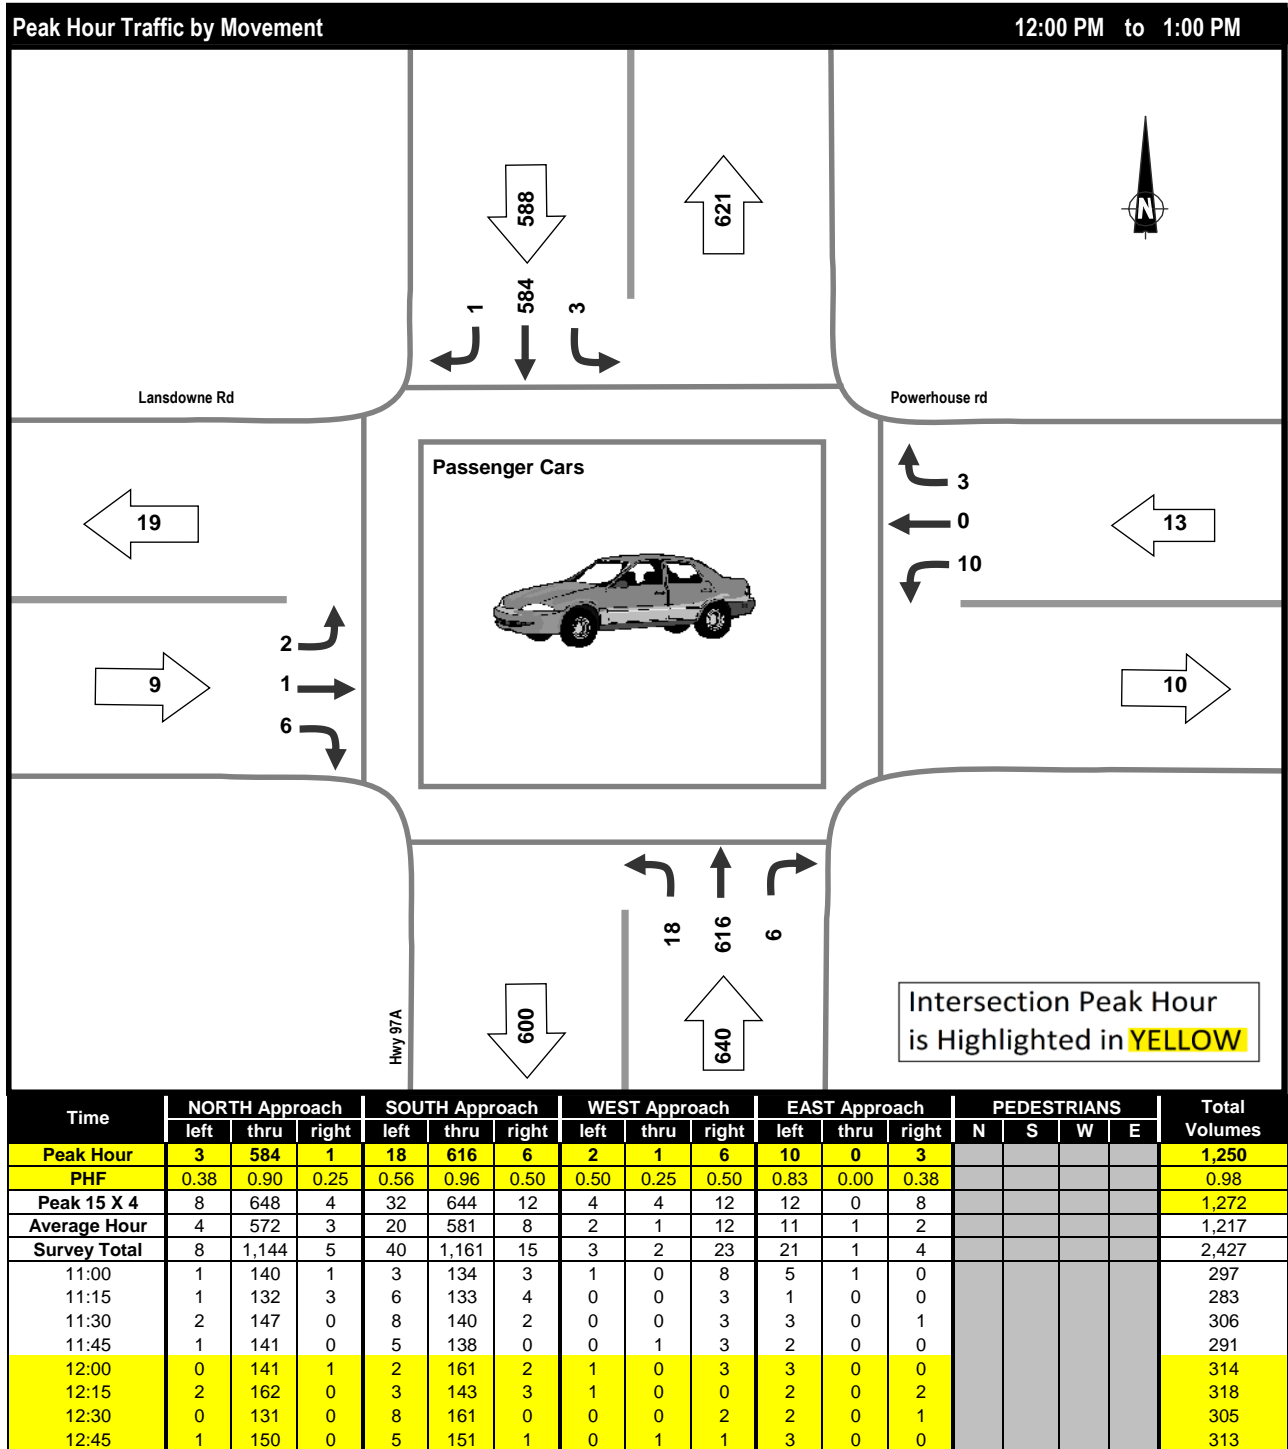 Peak Hour Traffic by Movement 12:00 PM to 1:00 PM
588
621
1 584 3
N
Lansdowne Rd
Powerhouse rd
Passenger Cars
3
19
0
13
10
2
9
1
10
6
18 616 6
Hwy 97A
600
640
Intersection Peak Hour
is Highlighted in YELLOW
Time NORTH Approach SOUTH Approach WEST Approach EAST Approach PEDESTRIANS Total
left thru right left thru right left thru right left thru right N S W E Volumes
Peak Hour 3 584 1 18 616 6 2 1 6 10 0 3 1,250
PHF 0.38 0.90 0.25 0.56 0.96 0.50 0.50 0.25 0.50 0.83 0.00 0.38 0.98
Peak 15 X 4 8 648 4 32 644 12 4 4 12 12 0 8 1,272
Average Hour 4 572 3 20 581 8 2 1 12 11 1 2 1,217
Survey Total 8 1,144 5 40 1,161 15 3 2 23 21 1 4 2,427
11:00 1 140 1 3 134 3 1 0 8 5 1 0 297
11:15 1 132 3 6 133 4 0 0 3 1 0 0 283
11:30 2 147 0 8 140 2 0 0 3 3 0 1 306
11:45 1 141 0 5 138 0 0 1 3 2 0 0 291
12:00 0 141 1 2 161 2 1 0 3 3 0 0 314
12:15 2 162 0 3 143 3 1 0 0 2 0 2 318
12:30 0 131 0 8 161 0 0 0 2 2 0 1 305
12:45 1 150 0 5 151 1 0 1 1 3 0 0 313